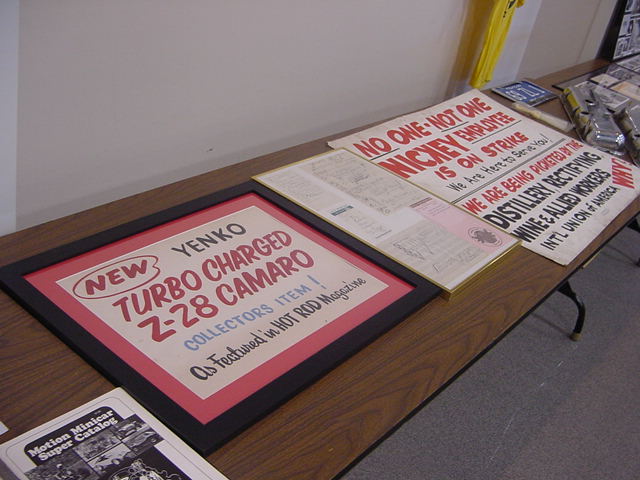 NEW
YENKO
TURBO CHARGED
Z-28 CAMARO
COLLECTORS ITEM!
As Featured in HOT ROD Magazine
Motion Minicar
Super Catalog
NO ONE-NOT ONE
NICKEY EMPLOYEE
IS ON STRIKE
We Are Here to Serve You!
WE ARE BEING PICKETED BY THE
DISTILLERY RECTIFYING
WINE & ALLIED WORKERS
INT'L UNION OF AMERICA
WHY